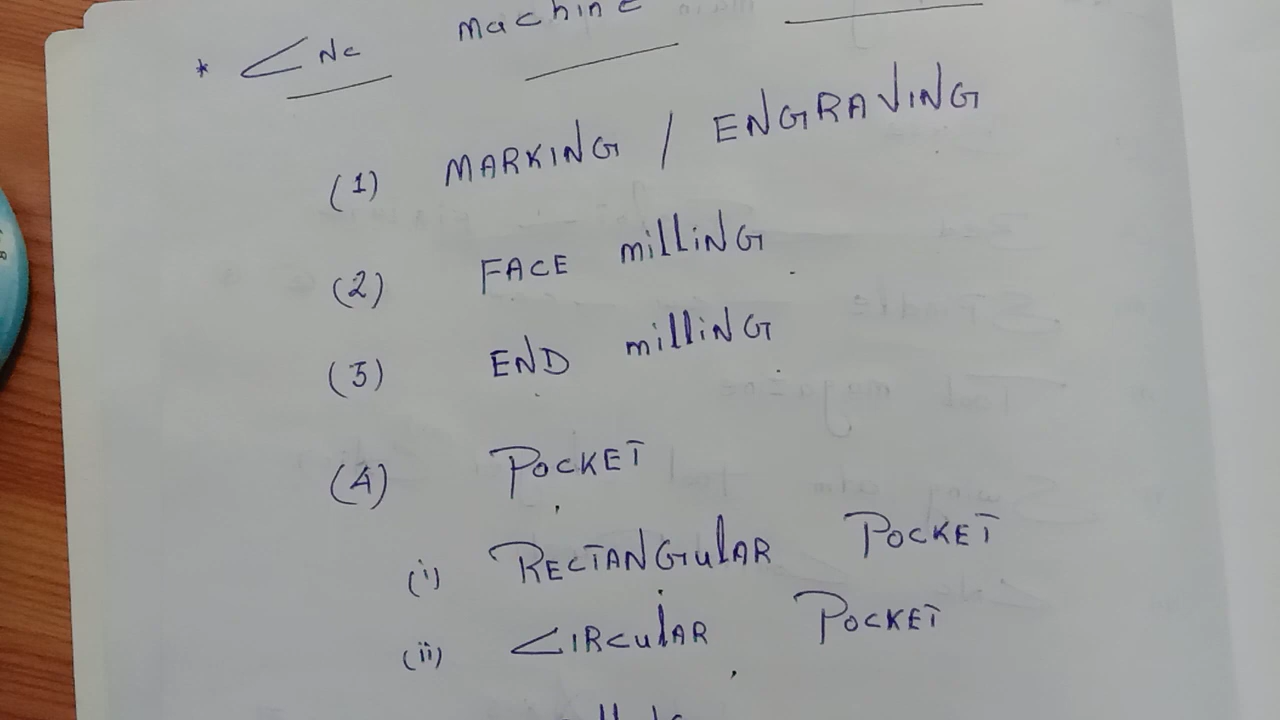 * CNc machine
(1) MARKING / ENGRAVING
(2) FACE milliNG
(3) END milliNG
(4) POCKET
(i) RECTANGulAR POCKET
(ii) CIRculAR POCKET